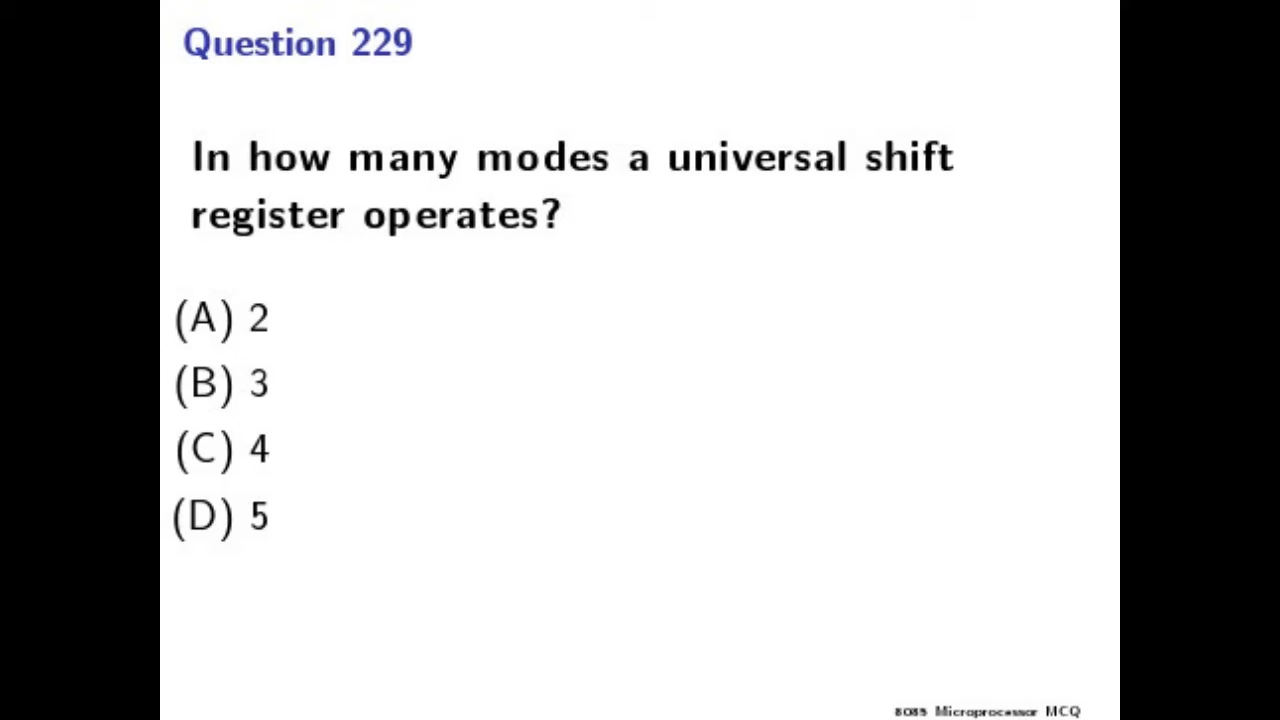 Question 229
In how many modes a universal shift
register operates?
(A) 2
(B) 3
(C) 4
(D) 5
8085 Microprocessor MCQ